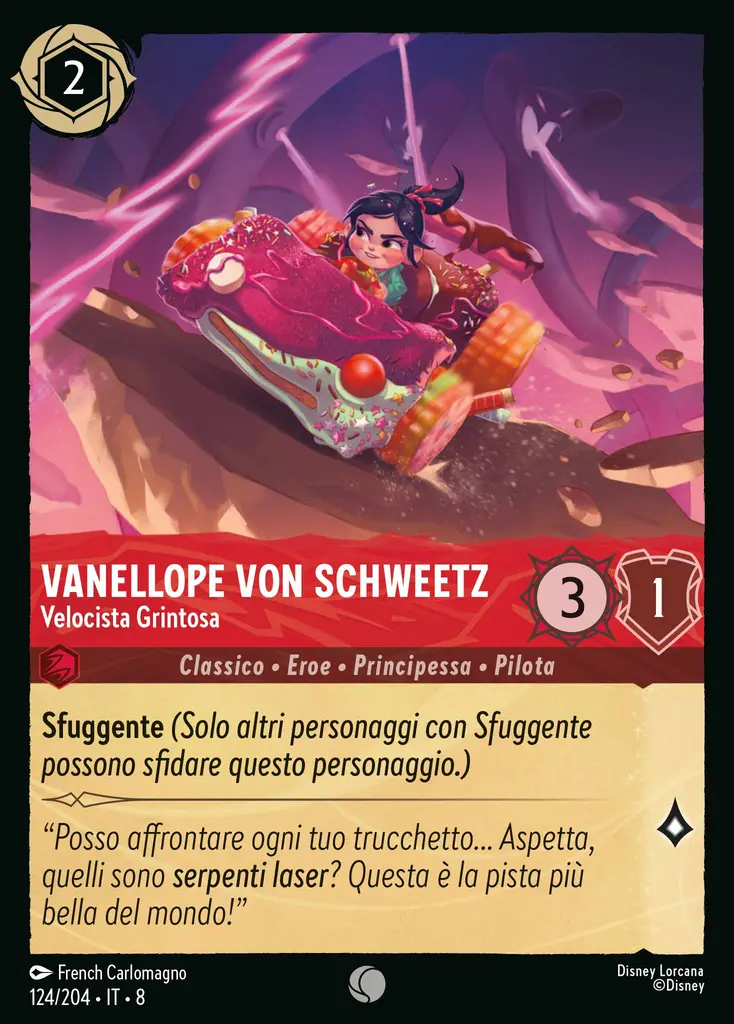 2
VANELLOPE VON SCHWEETZ
Velocista Grintosa
3
1
Classico • Eroe • Principessa • Pilota
Sfuggente (Solo altri personaggi con Sfuggente
possono sfidare questo personaggio.)
“Posso affrontare ogni tuo trucchetto... Aspetta,
quelli sono serpenti laser? Questa è la pista più
bella del mondo!”
French Carlomagno
124/204 • IT • 8
Disney Lorcana
©Disney